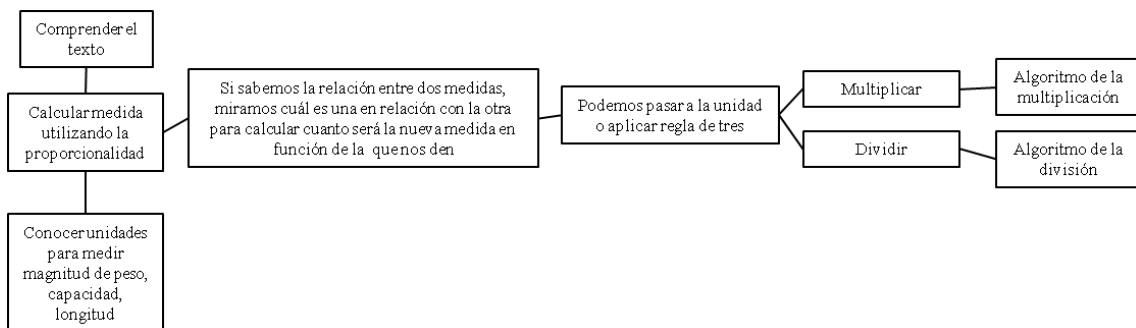 Comprender el
texto
Calcular medida
utilizando la
proporcionalidad
Conocer unidades
para medir
magnitud de peso,
capacidad,
longitud
Si sabemos la relación entre dos medidas,
miramos cuál es una en relación con la otra
para calcular cuanto será la nueva medida en
función de la que nos den
Podemos pasar a la unidad
o aplicar regla de tres
Multiplicar
Dividir
Algoritmo de la
multiplicación
Algoritmo de la
división